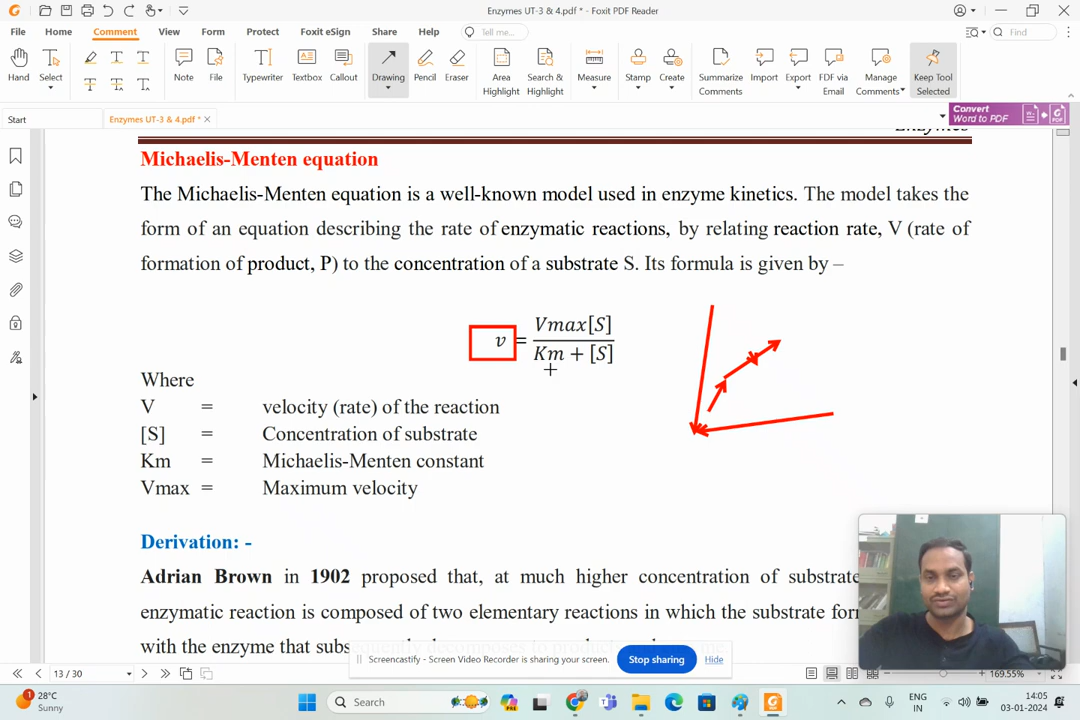 Enzymes UT-3 & 4.pdf * - Foxit PDF Reader
File Home Comment View Form Protect Foxit eSign Share Help Tell me... Find
Hand Select Note File Typewriter Textbox Callout Drawing Pencil Eraser Area Highlight Search & Highlight Measure Stamp Create Summarize Comments Import Export FDF via Email Manage Comments Keep Tool Selected
Start Enzymes UT-3 & 4.pdf * Convert Word to PDF
Michaelis-Menten equation
The Michaelis-Menten equation is a well-known model used in enzyme kinetics. The model takes the
form of an equation describing the rate of enzymatic reactions, by relating reaction rate, V (rate of
formation of product, P) to the concentration of a substrate S. Its formula is given by –
v = Vmax[S]
Km + [S]
Where
V = velocity (rate) of the reaction
[S] = Concentration of substrate
Km = Michaelis-Menten constant
Vmax = Maximum velocity
Derivation: -
Adrian Brown in 1902 proposed that, at much higher concentration of substrate
enzymatic reaction is composed of two elementary reactions in which the substrate
with the enzyme that
Screencastify - Screen Video Recorder is sharing your screen. Stop sharing Hide
13 / 30 169.55%
28°C
Sunny
Search
ENG
IN
14:05
03-01-2024